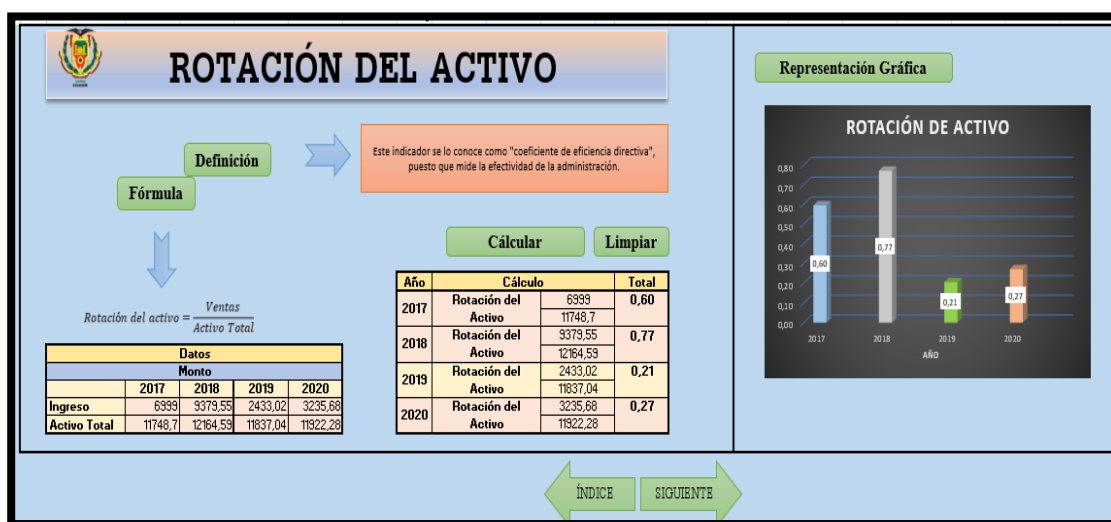 ROTACIÓN DEL ACTIVO
Definición
Este indicador se lo conoce como "coeficiente de eficiencia directiva",
puesto que mide la efectividad de la administración.
Fórmula
Rotación del activo = Ventas / Activo Total
Datos
Monto
2017 2018 2019 2020
Ingreso 6999 9379,55 2433,02 3235,68
Activo Total 11748,7 12164,59 11837,04 11922,28
Cálcular
Limpiar
Año Cálculo Total
2017 Rotación del Activo 6999 11748,7 0,60
2018 Rotación del Activo 9379,55 12164,59 0,77
2019 Rotación del Activo 2433,02 11837,04 0,21
2020 Rotación del Activo 3235,68 11922,28 0,27
Representación Gráfica
ROTACIÓN DE ACTIVO
0,80
0,70
0,60
0,50
0,40
0,30
0,20
0,10
0,00
0,60
0,77
0,21
0,27
2017 2018 2019 2020
AÑO
ÍNDICE
SIGUIENTE